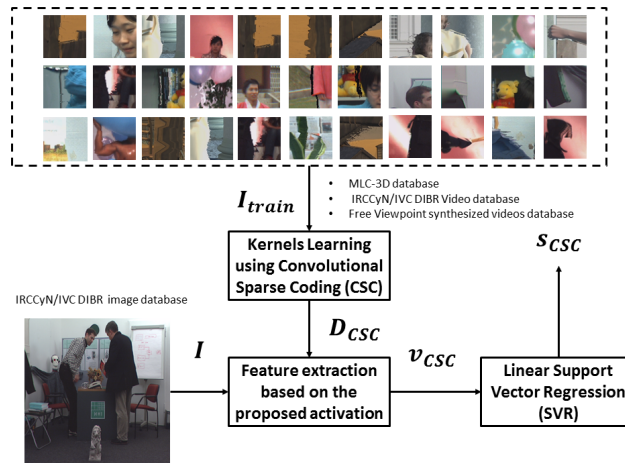 I_train
• MLC-3D database
• IRCCyN/IVC DIBR Video database
• Free Viewpoint synthesized videos database
s_CSC
Kernels Learning
using Convolutional
Sparse Coding (CSC)
IRCCyN/IVC DIBR image database
D_CSC
I
Feature extraction
based on the
proposed activation
v_CSC
Linear Support
Vector Regression
(SVR)